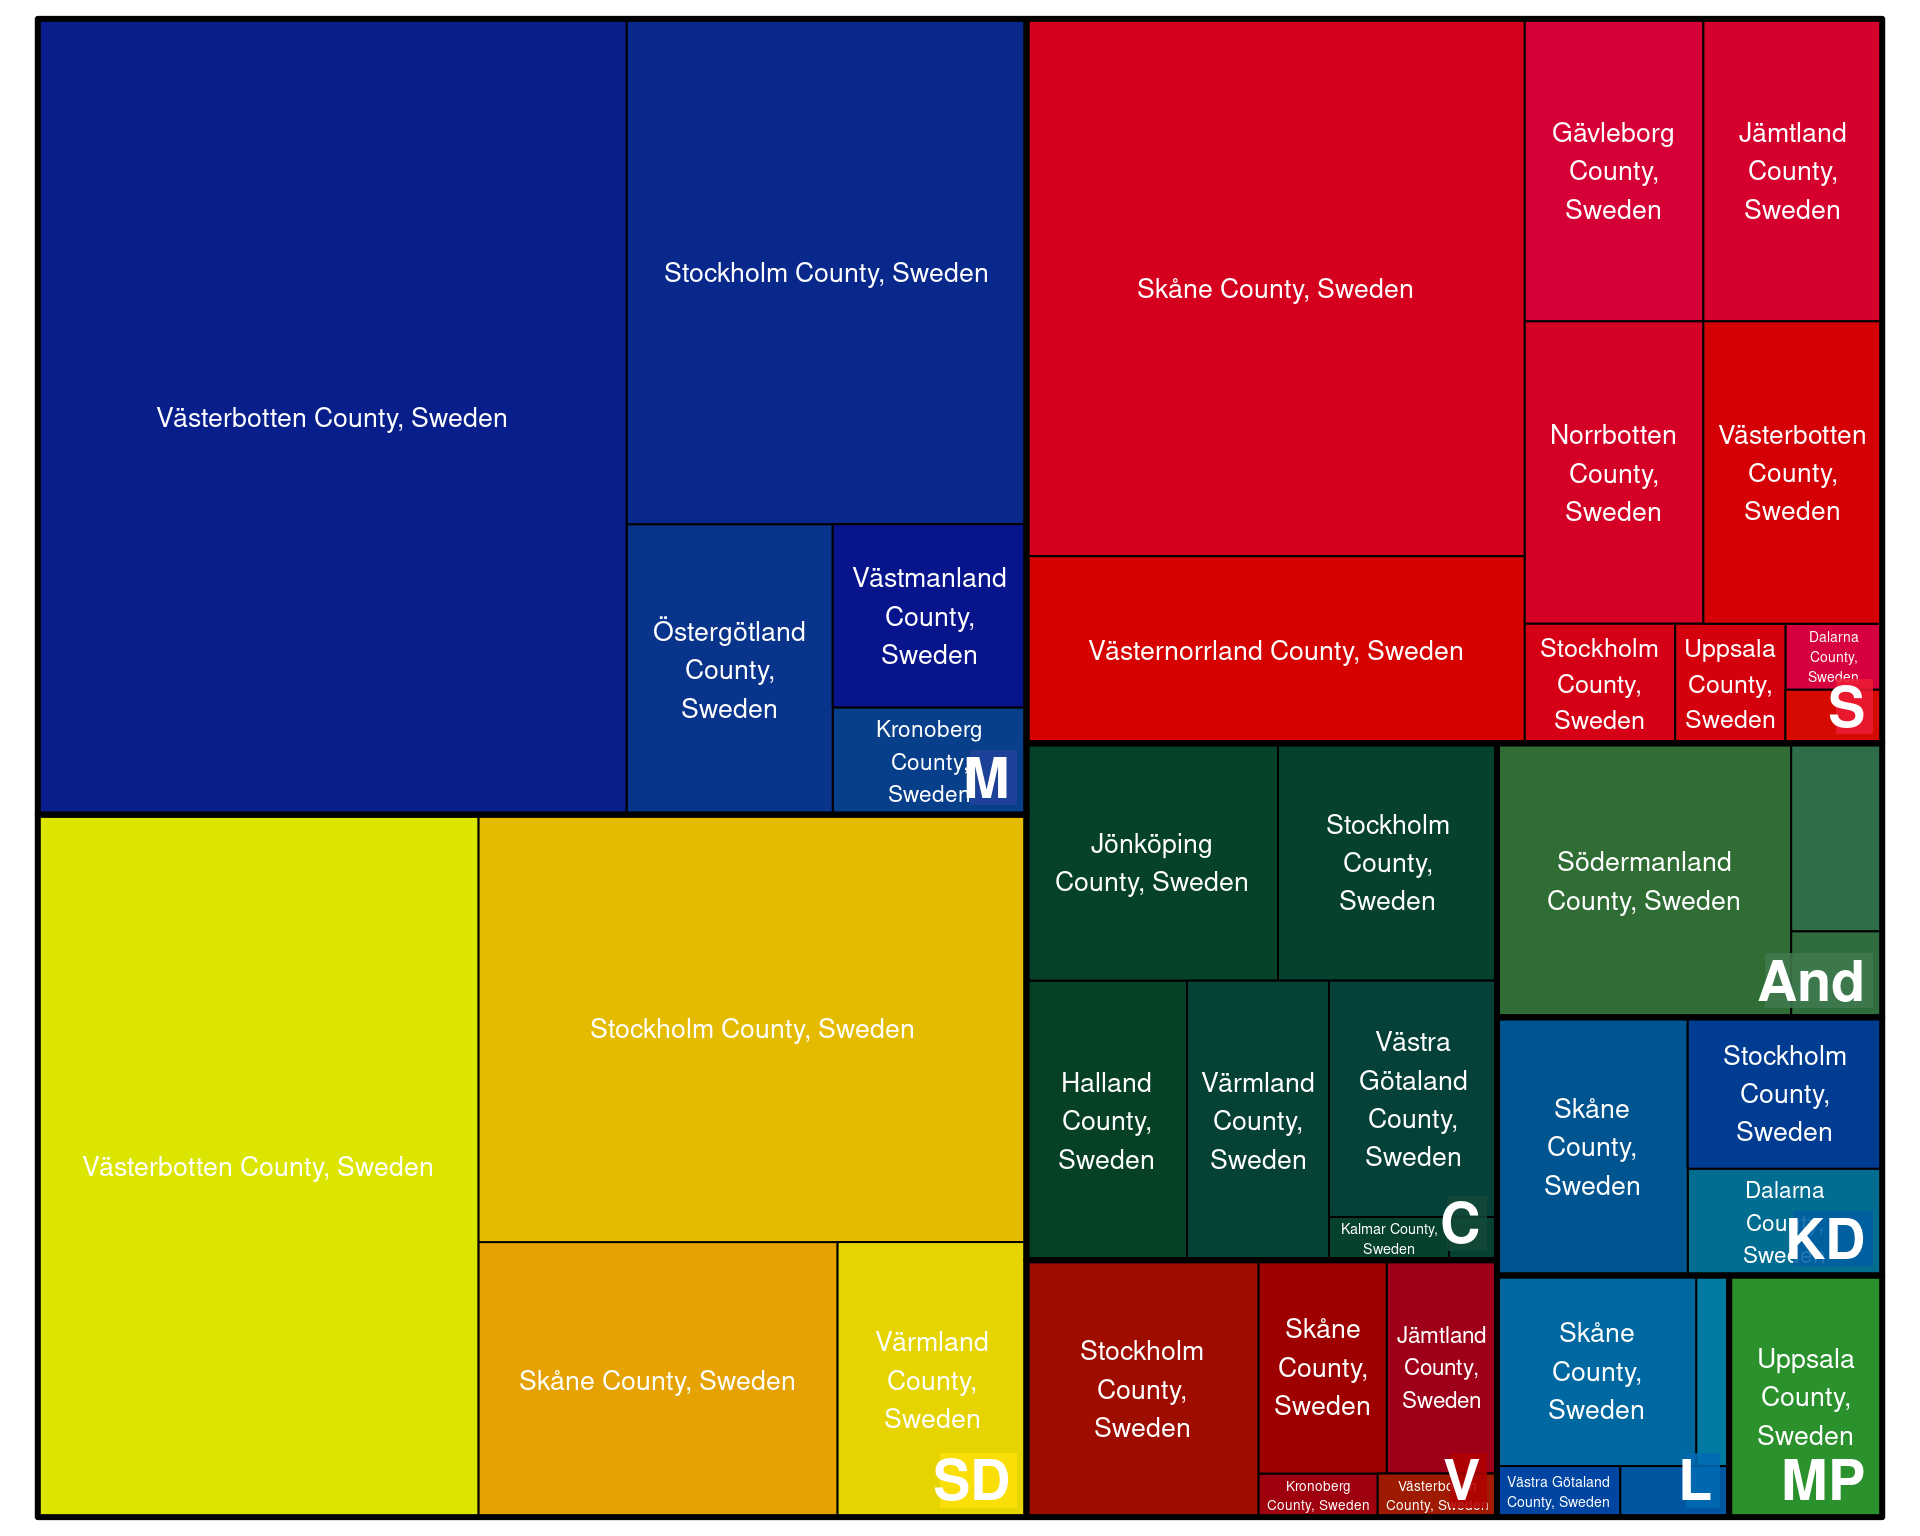 Västerbotten County, Sweden
Stockholm County, Sweden
Östergötland
County,
Sweden
Västmanland
County,
Sweden
Kronoberg
County,
Sweden
M
Skåne County, Sweden
Västernorrland County, Sweden
Gävleborg
County,
Sweden
Jämtland
County,
Sweden
Norrbotten
County,
Sweden
Västerbotten
County,
Sweden
Stockholm
County,
Sweden
Uppsala
County,
Sweden
Dalarna
County,
Sweden
S
Västerbotten County, Sweden
Stockholm County, Sweden
Skåne County, Sweden
Värmland
County,
Sweden
SD
Jönköping
County, Sweden
Stockholm
County,
Sweden
Halland
County,
Sweden
Värmland
County,
Sweden
Västra
Götaland
County,
Sweden
Kalmar County,
Sweden
C
Södermanland
County, Sweden
And
Skåne
County,
Sweden
Stockholm
County,
Sweden
Dalarna
County,
Sweden
KD
Stockholm
County,
Sweden
Skåne
County,
Sweden
Jämtland
County,
Sweden
Kronoberg
County, Sweden
Västerbotten
County, Sweden
V
Skåne
County,
Sweden
Västra Götaland
County, Sweden
L
Uppsala
County,
Sweden
MP